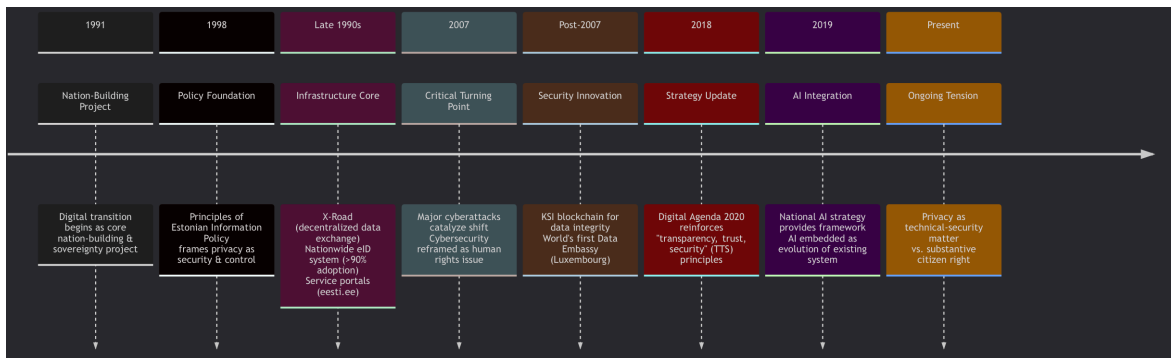 1991
1998
Late 1990s
2007
Post-2007
2018
2019
Present
Nation-Building
Project
Policy Foundation
Infrastructure Core
Critical Turning
Point
Security Innovation
Strategy Update
AI Integration
Ongoing Tension
Digital transition
begins as core
nation-building &
sovereignty project
Principles of
Estonian Information
Policy
frames privacy as
security & control
X-Road
(decentralized data
exchange)
Nationwide eID
system (>90%
adoption)
Service portals
(eesti.ee)
Major cyberattacks
catalyze shift
Cybersecurity
reframed as human
rights issue
KSI blockchain for
data integrity
World's first Data
Embassy
(Luxembourg)
Digital Agenda 2020
reinforces
"transparency, trust,
security" (TTS)
principles
National AI strategy
provides framework
AI embedded as
evolution of existing
system
Privacy as
technical-security
matter
vs. substantive
citizen right